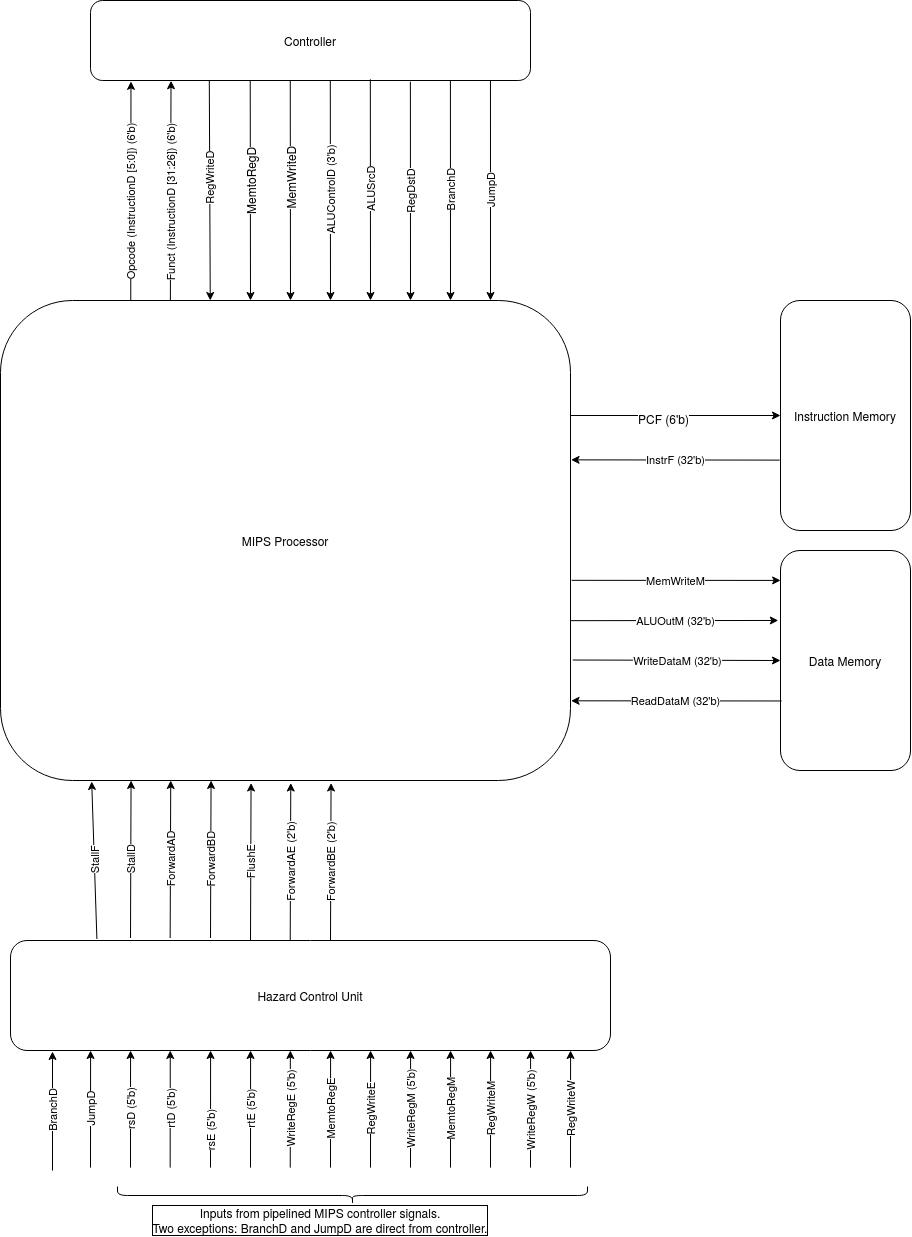 Controller
Opcode (InstructionD [5:0]) (6'b)
Funct (InstructionD [31:26]) (6'b)
RegWriteD
MemtoRegD
MemWriteD
ALUControlD (3'b)
ALUSrcD
RegDstD
BranchD
JumpD
MIPS Processor
PCF (6'b)
InstrF (32'b)
Instruction Memory
MemWriteM
ALUOutM (32'b)
WriteDataM (32'b)
ReadDataM (32'b)
Data Memory
StallF
StallD
ForwardAD
ForwardBD
FlushE
ForwardAE (2'b)
ForwardBE (2'b)
Hazard Control Unit
BranchD
JumpD
rsD (5'b)
rtD (5'b)
rsE (5'b)
rtE (5'b)
WriteRegE (5'b)
MemtoRegE
RegWriteE
WriteRegM (5'b)
MemtoRegM
RegWriteM
WriteRegW (5'b)
RegWriteW
Inputs from pipelined MIPS controller signals.
Two exceptions: BranchD and JumpD are direct from controller.